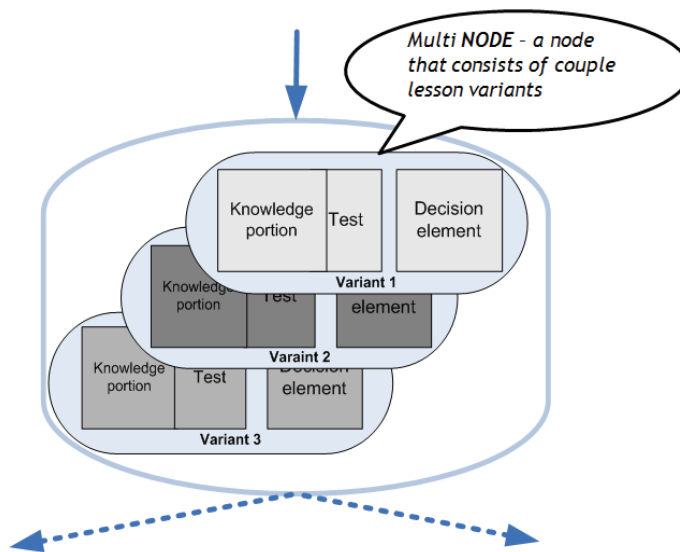 Multi NODE – a node
that consists of couple
lesson variants
Knowledge
portion
Test
Decision
element
Variant 1
Knowledge
portion
Test
element
Varaint 2
Knowledge
portion
Test
Decision
element
Variant 3